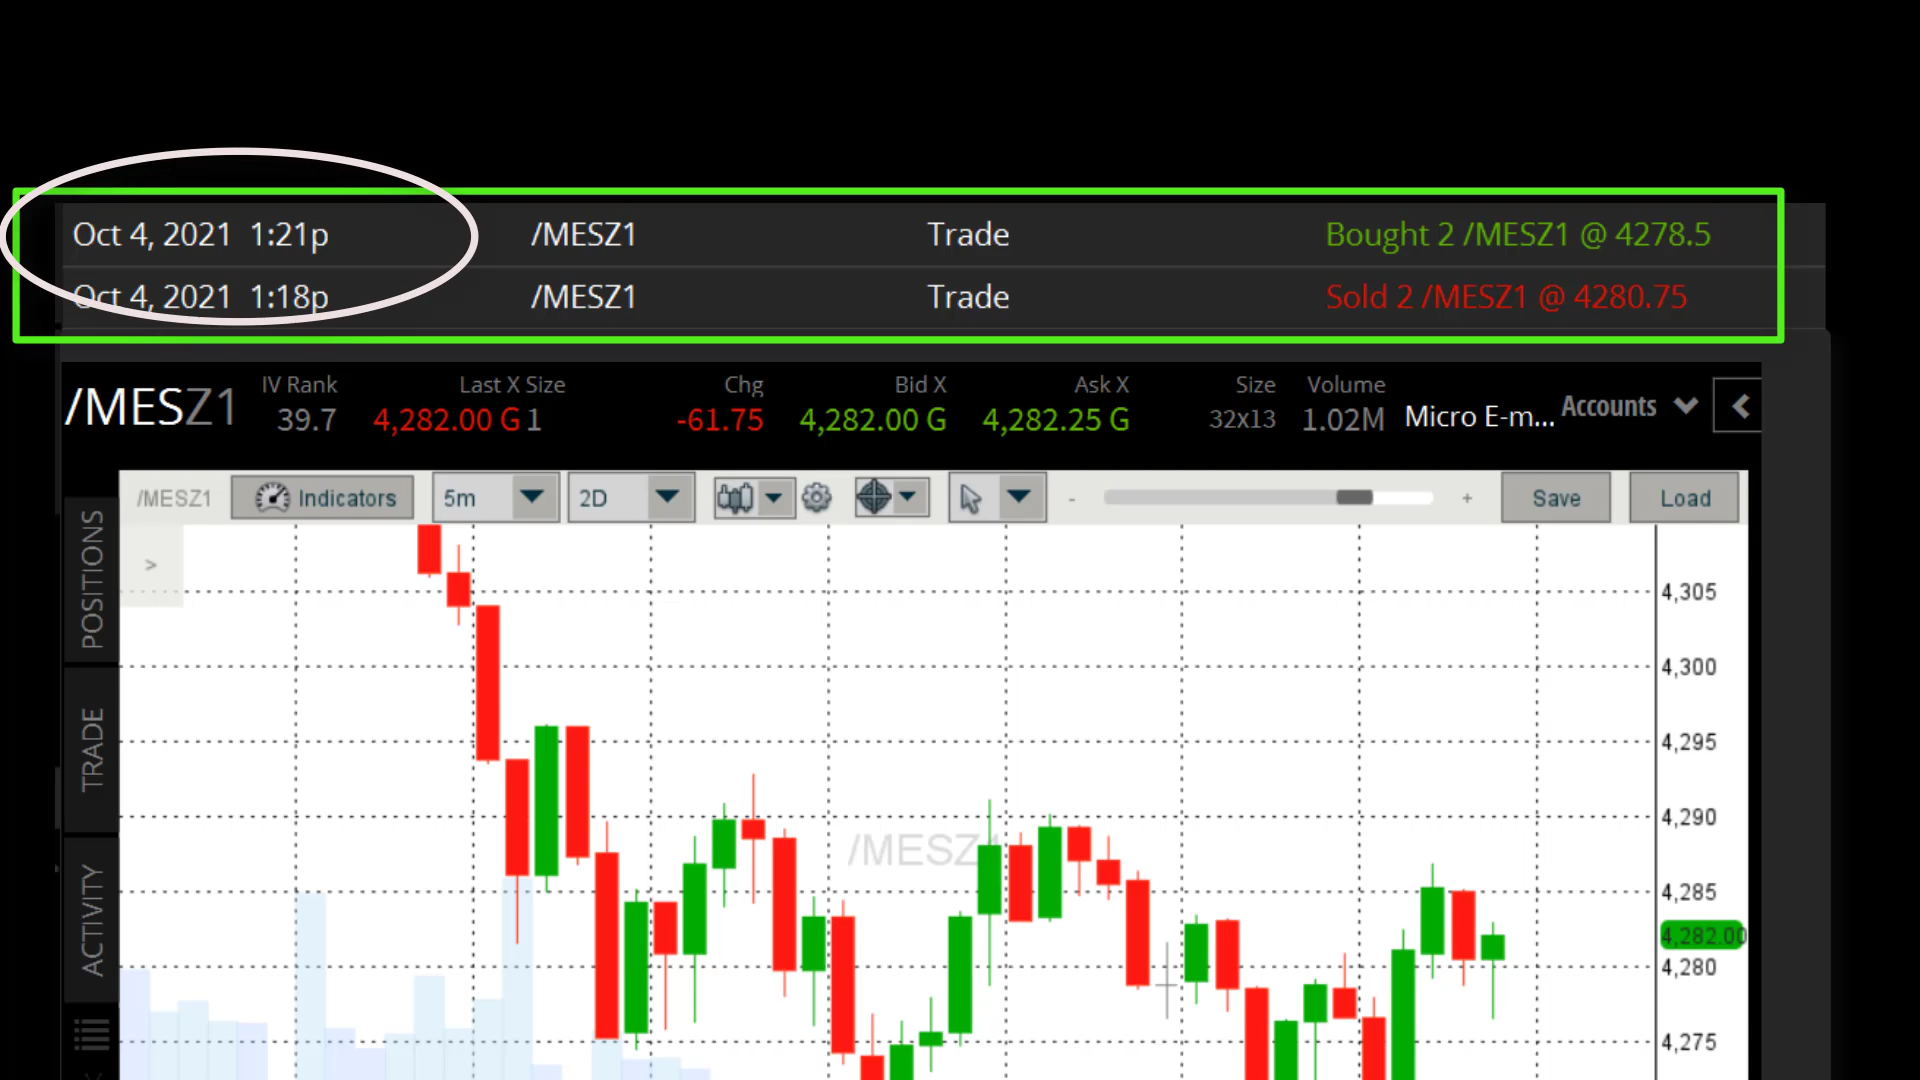 Oct 4, 2021 1:21p /MESZ1 Trade Bought 2 /MESZ1 @ 4278.5
Oct 4, 2021 1:18p /MESZ1 Trade Sold 2 /MESZ1 @ 4280.75
/MESZ1
IV Rank Last X Size Chg Bid X Ask X Size Volume
39.7 4,282.00 G 1 -61.75 4,282.00 G 4,282.25 G 32x13 1.02M Micro E-m... Accounts
/MESZ1 Indicators 5m 2D - + Save Load
>
POSITIONS
TRADE
ACTIVITY
/MESZ1
4,305
4,300
4,295
4,290
4,285
4,282.00
4,280
4,275